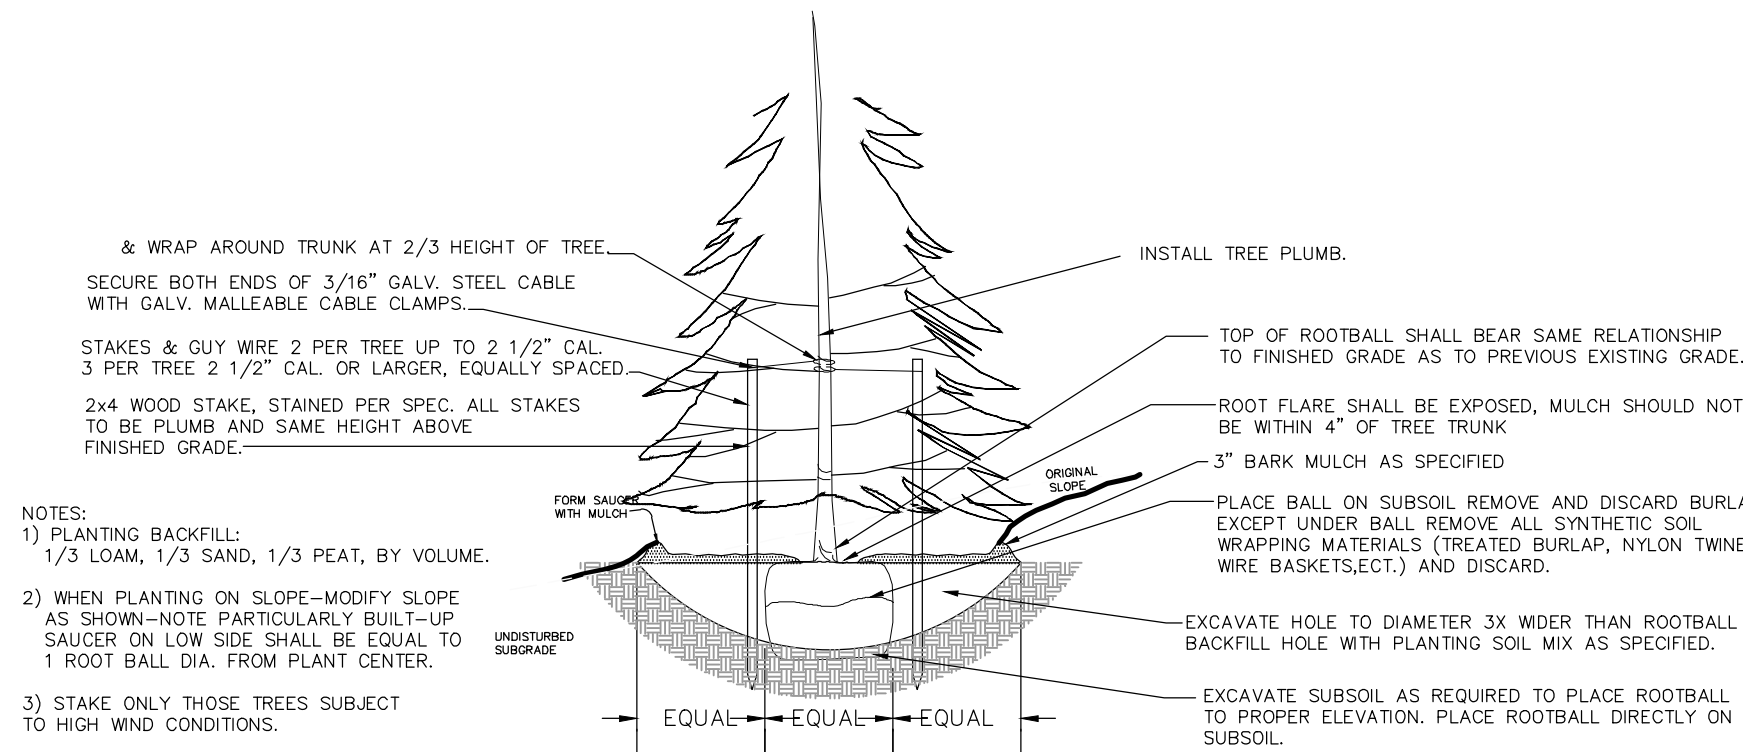 & WRAP AROUND TRUNK AT 2/3 HEIGHT OF TREE.
SECURE BOTH ENDS OF 3/16” GALV. STEEL CABLE
WITH GALV. MALLEABLE CABLE CLAMPS.
STAKES & GUY WIRE 2 PER TREE UP TO 2 1/2” CAL.
3 PER TREE 2 1/2” CAL. OR LARGER, EQUALLY SPACED.
2x4 WOOD STAKE, STAINED PER SPEC. ALL STAKES
TO BE PLUMB AND SAME HEIGHT ABOVE
FINISHED GRADE.
FORM SAUCER
WITH MULCH
NOTES:
1) PLANTING BACKFILL:
1/3 LOAM, 1/3 SAND, 1/3 PEAT, BY VOLUME.
2) WHEN PLANTING ON SLOPE-MODIFY SLOPE
AS SHOWN-NOTE PARTICULARLY BUILT-UP
SAUCER ON LOW SIDE SHALL BE EQUAL TO
1 ROOT BALL DIA. FROM PLANT CENTER.
3) STAKE ONLY THOSE TREES SUBJECT
TO HIGH WIND CONDITIONS.
UNDISTURBED
SUBGRADE
EQUAL EQUAL EQUAL
INSTALL TREE PLUMB.
TOP OF ROOTBALL SHALL BEAR SAME RELATIONSHIP
TO FINISHED GRADE AS TO PREVIOUS EXISTING GRADE.
ROOT FLARE SHALL BE EXPOSED, MULCH SHOULD NOT
BE WITHIN 4” OF TREE TRUNK
3” BARK MULCH AS SPECIFIED
ORIGINAL
SLOPE
PLACE BALL ON SUBSOIL REMOVE AND DISCARD BURLA
EXCEPT UNDER BALL REMOVE ALL SYNTHETIC SOIL
WRAPPING MATERIALS (TREATED BURLAP, NYLON TWINE
WIRE BASKETS,ECT.) AND DISCARD.
EXCAVATE HOLE TO DIAMETER 3X WIDER THAN ROOTBALL
BACKFILL HOLE WITH PLANTING SOIL MIX AS SPECIFIED.
EXCAVATE SUBSOIL AS REQUIRED TO PLACE ROOTBALL
TO PROPER ELEVATION. PLACE ROOTBALL DIRECTLY ON
SUBSOIL.